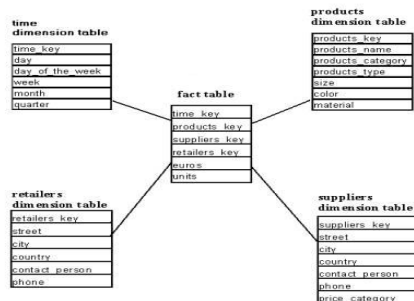 time
dimension table
time_key
day
day_of_the_week
week
month
quarter
products
dimension table
products_key
products_name
products_category
products_type
size
color
material
fact table
time_key
products_key
suppliers_key
retailers_key
euros
units
retailers
dimension table
retailers_key
street
city
country
contact_person
phone
suppliers
dimension table
suppliers_key
street
city
country
contact_person
phone
price_category